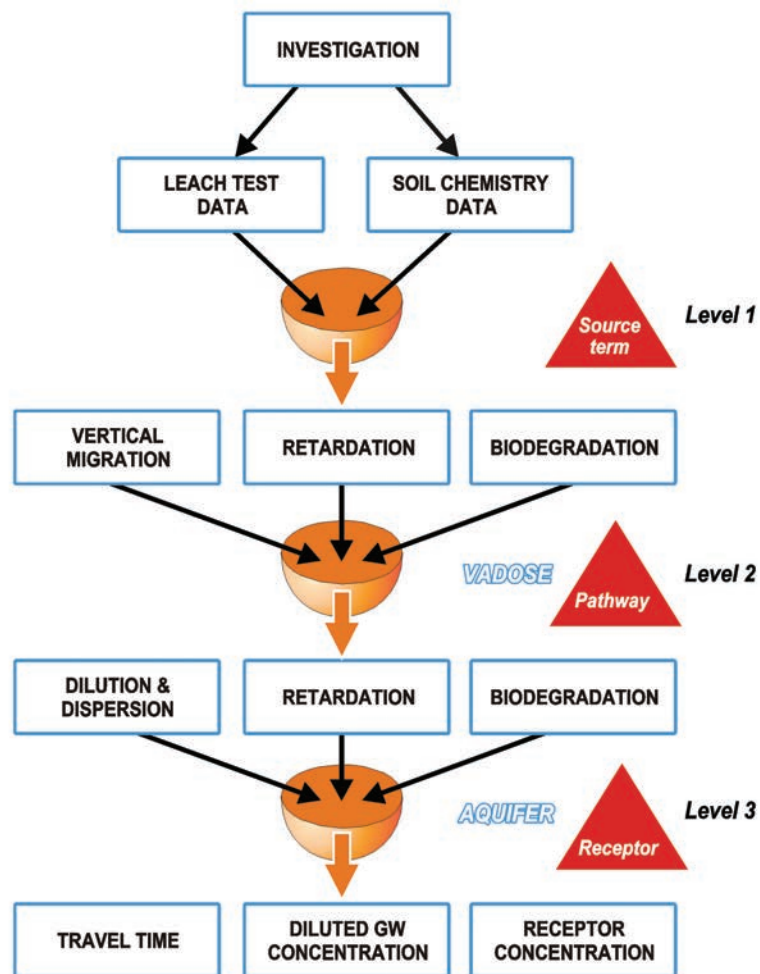 INVESTIGATION
LEACH TEST
DATA
SOIL CHEMISTRY
DATA
Source
term
Level 1
VERTICAL
MIGRATION
RETARDATION
BIODEGRADATION
VADOSE
Pathway
Level 2
DILUTION &
DISPERSION
RETARDATION
BIODEGRADATION
AQUIFER
Receptor
Level 3
TRAVEL TIME
DILUTED GW
CONCENTRATION
RECEPTOR
CONCENTRATION